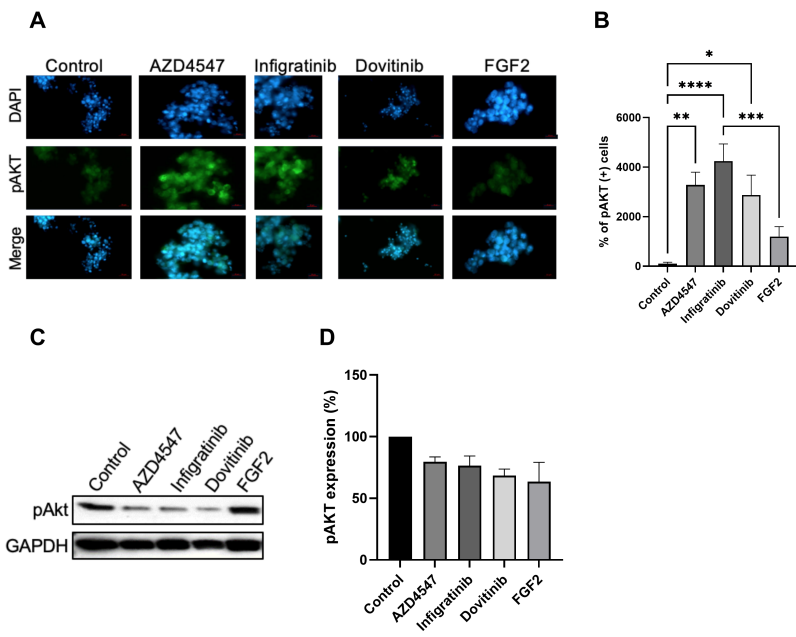 A
Control AZD4547 Infigratinib Dovitinib FGF2
DAPI
pAKT
Merge
B
*
****
** ***
% of pAKT (+) cells
6000
4000
2000
0
Control AZD4547 Infigratinib Dovitinib FGF2
C
Control AZD4547 Infigratinib Dovitinib FGF2
pAkt
GAPDH
D
pAKT expression (%)
150
100
50
0
Control AZD4547 Infigratinib Dovitinib FGF2